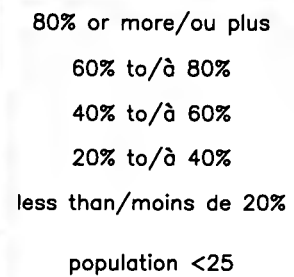 80% or more/ou plus
60% to/à 80%
40% to/à 60%
20% to/à 40%
less than/moins de 20%
population <25